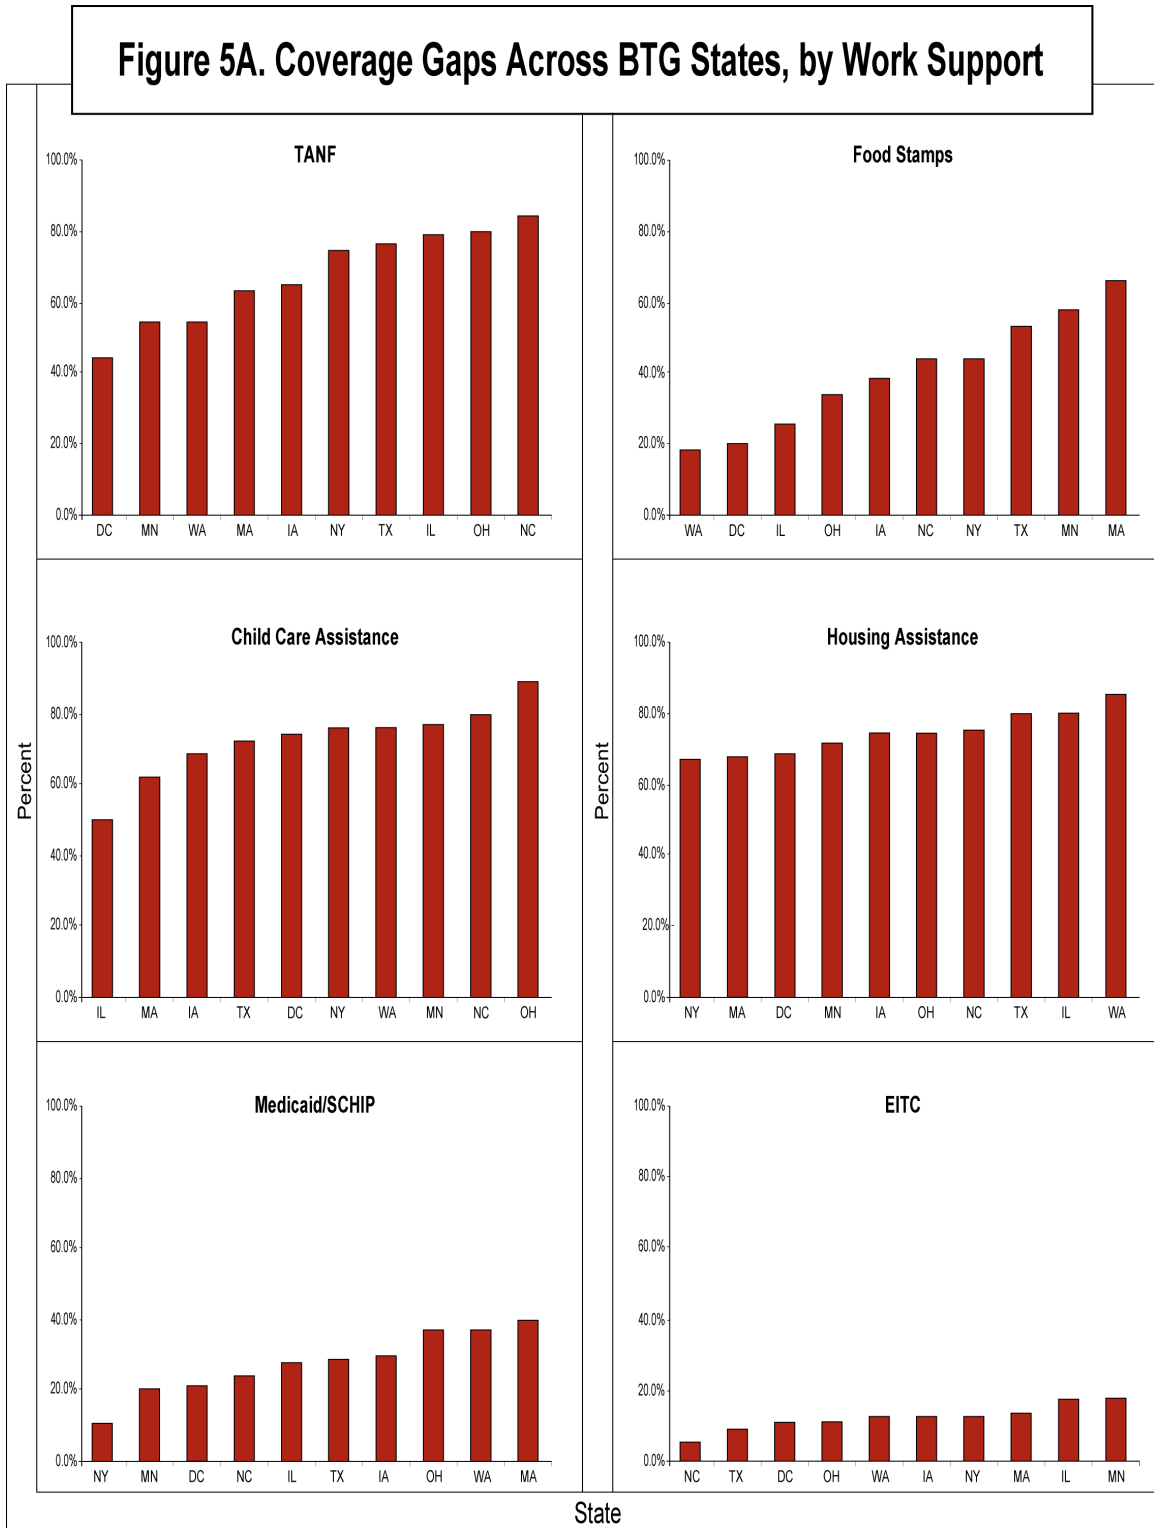 Figure 5A. Coverage Gaps Across BTG States, by Work Support
TANF
100.0%
80.0%
60.0%
40.0%
20.0%
0.0%
DC MN WA MA IA NY TX IL OH NC
Food Stamps
100.0%
80.0%
60.0%
40.0%
20.0%
0.0%
WA DC IL OH IA NC NY TX MN MA
Percent
Child Care Assistance
100.0%
80.0%
60.0%
40.0%
20.0%
0.0%
IL MA IA TX DC NY WA MN NC OH
Percent
Housing Assistance
100.0%
80.0%
60.0%
40.0%
20.0%
0.0%
NY MA DC MN IA OH NC TX IL WA
Medicaid/SCHIP
100.0%
80.0%
60.0%
40.0%
20.0%
0.0%
NY MN DC NC IL TX IA OH WA MA
EITC
100.0%
80.0%
60.0%
40.0%
20.0%
0.0%
NC TX DC OH WA IA NY MA IL MN
State